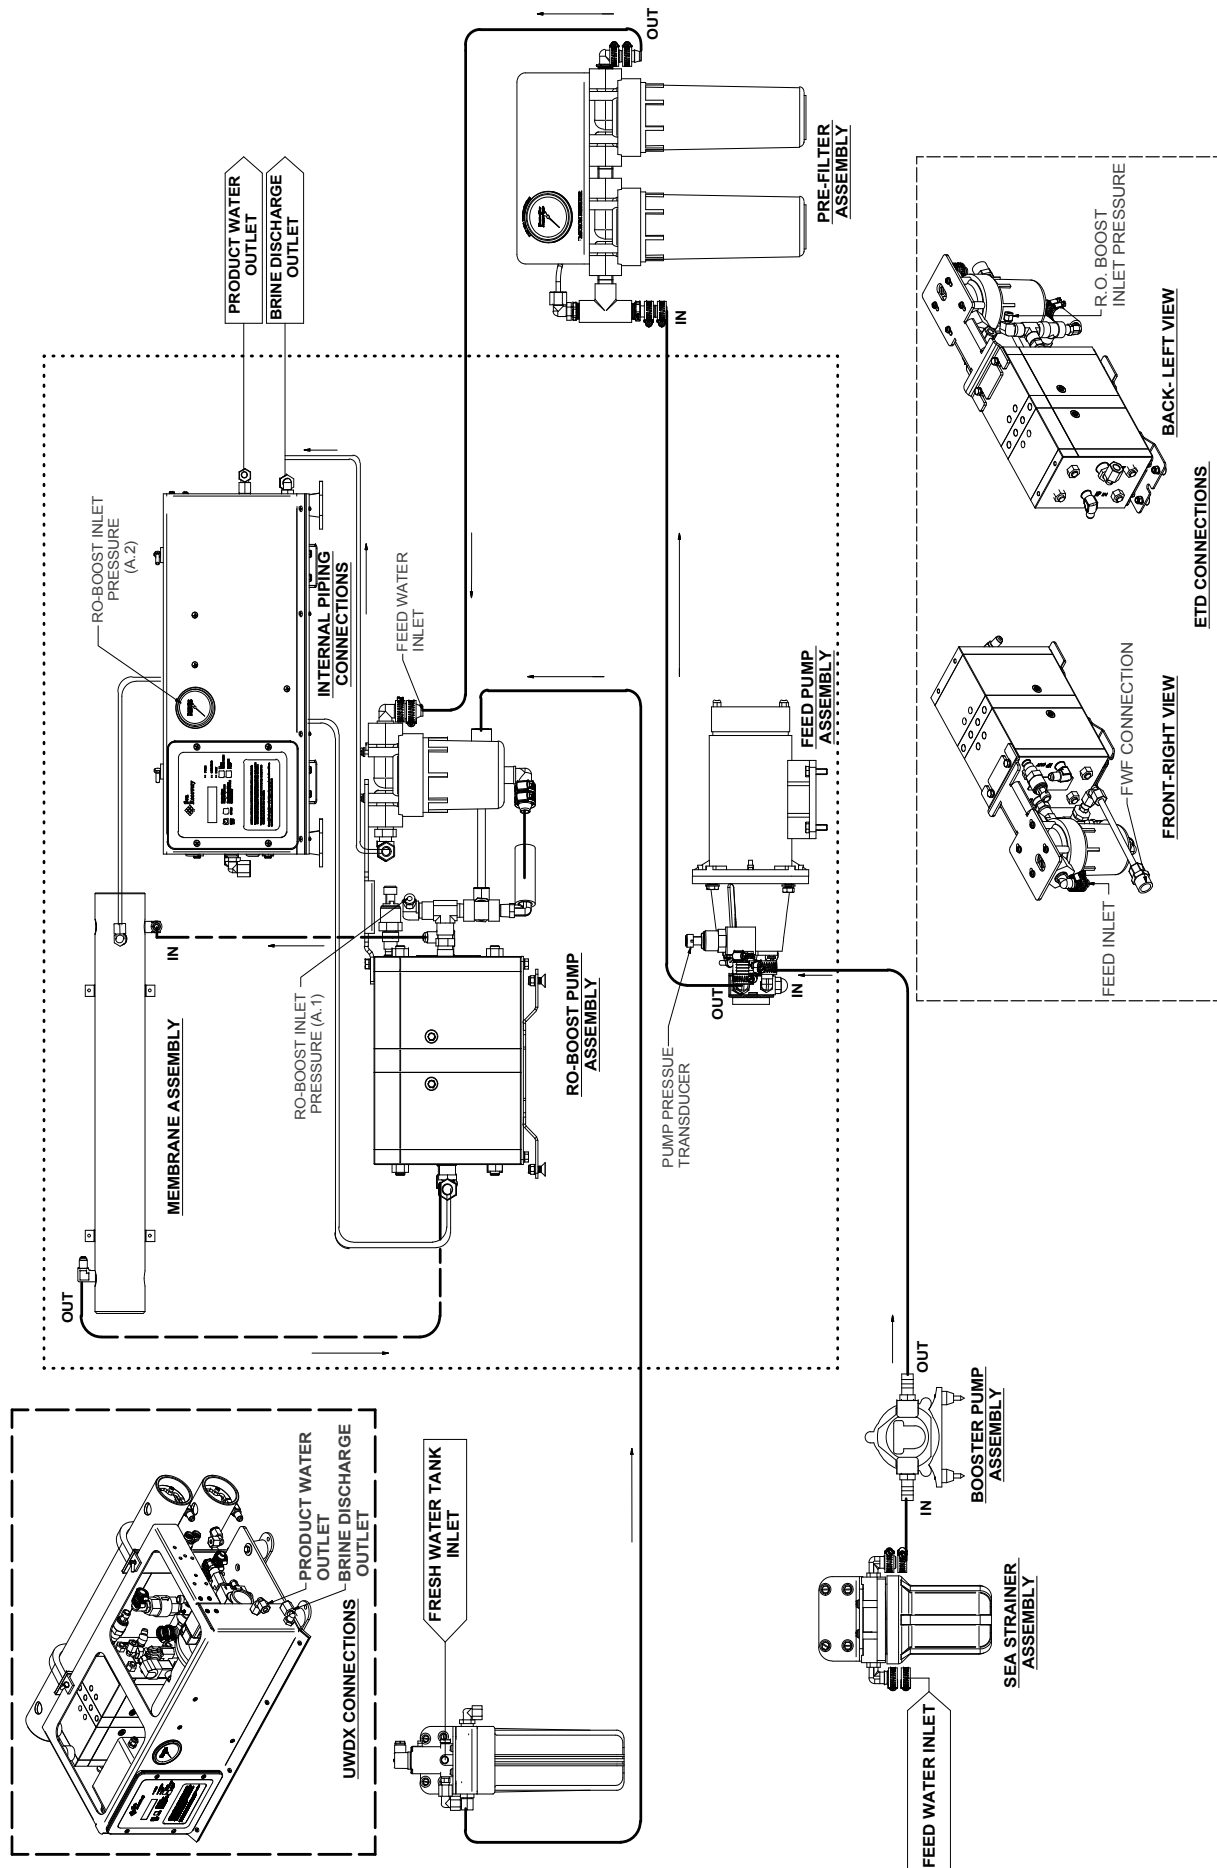 UWDX CONNECTIONS
PRODUCT WATER
OUTLET
BRINE DISCHARGE
OUTLET
FRESH WATER TANK
INLET
FEED WATER INLET
SEA STRAINER
ASSEMBLY
IN
OUT
BOOSTER PUMP
ASSEMBLY
OUT
MEMBRANE ASSEMBLY
IN
RO-BOOST INLET
PRESSURE (A.1)
RO-BOOST PUMP
ASSEMBLY
PUMP PRESSUE
TRANSDUCER
OUT
IN
FEED PUMP
ASSEMBLY
RO-BOOST INLET
PRESSURE
(A.2)
INTERNAL PIPING
CONNECTIONS
FEED WATER
INLET
PRODUCT WATER
OUTLET
BRINE DISCHARGE
OUTLET
IN
OUT
PRE-FILTER
ASSEMBLY
FEED INLET
FWF CONNECTION
FRONT-RIGHT VIEW
R.O. BOOST
INLET PRESSURE
BACK- LEFT VIEW
ETD CONNECTIONS